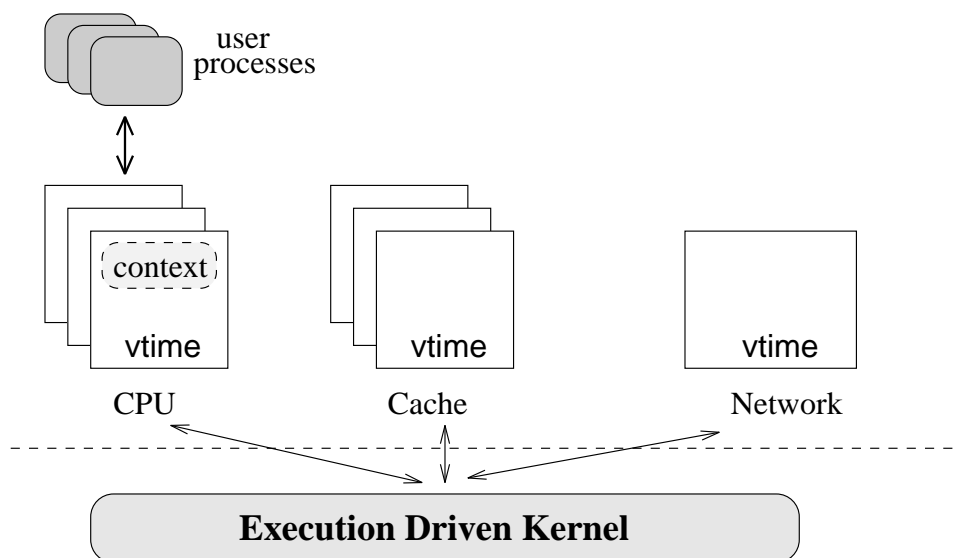 user
processes
context
vtime
vtime
vtime
CPU
Cache
Network
Execution Driven Kernel